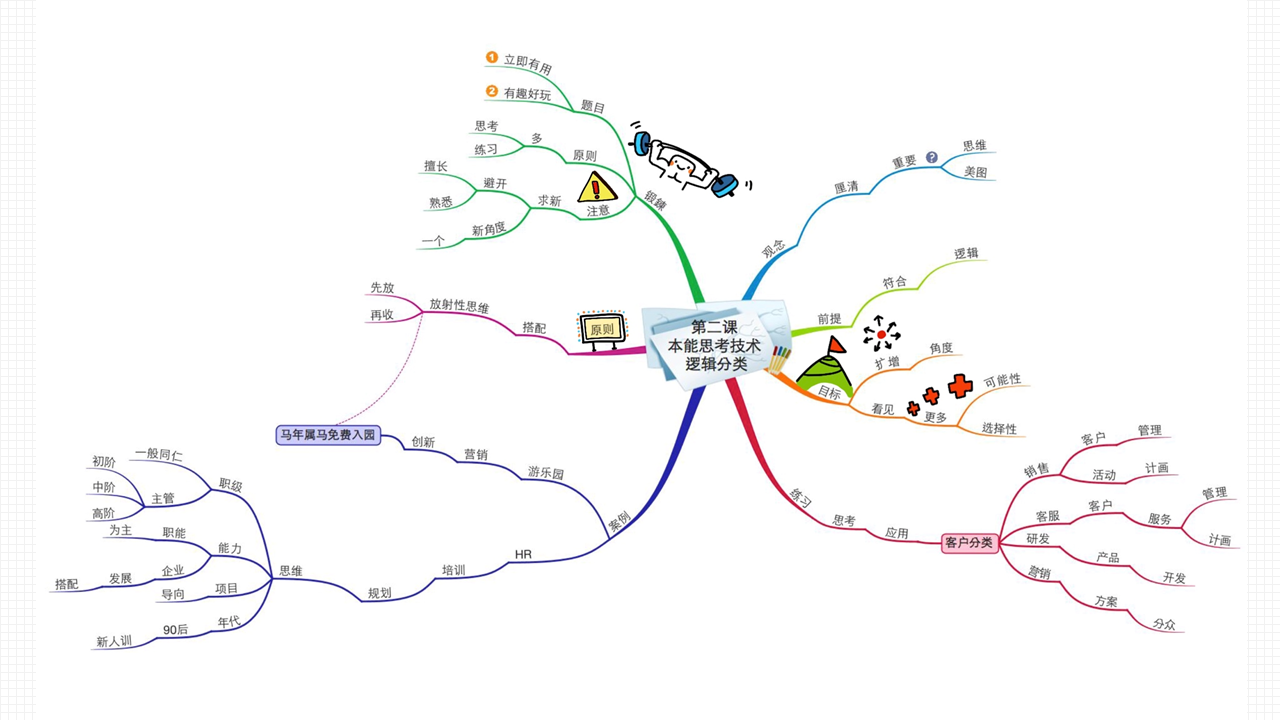 第二课
本能思考技术
逻辑分类
观念
厘清
重要
?
思维
美图
前提
符合
逻辑
目标
扩增
角度
看见
更多
可能性
选择性
练习
思考
应用
客户分类
销售
客户
管理
活动
计画
客服
客户
服务
管理
计画
研发
产品
开发
营销
方案
分众
案例
游乐园
营销
创新
马年属马免费入园
HR
培训
规划
思维
职级
一般同仁
主管
初阶
中阶
高阶
能力
职能
为主
企业
发展
搭配
项目
导向
年代
90后
新人训
原则
搭配
放射性思维
先放
再收
锻鍊
题目
1 立即有用
2 有趣好玩
原则
多
思考
练习
注意
求新
避开
擅长
熟悉
新角度
一个